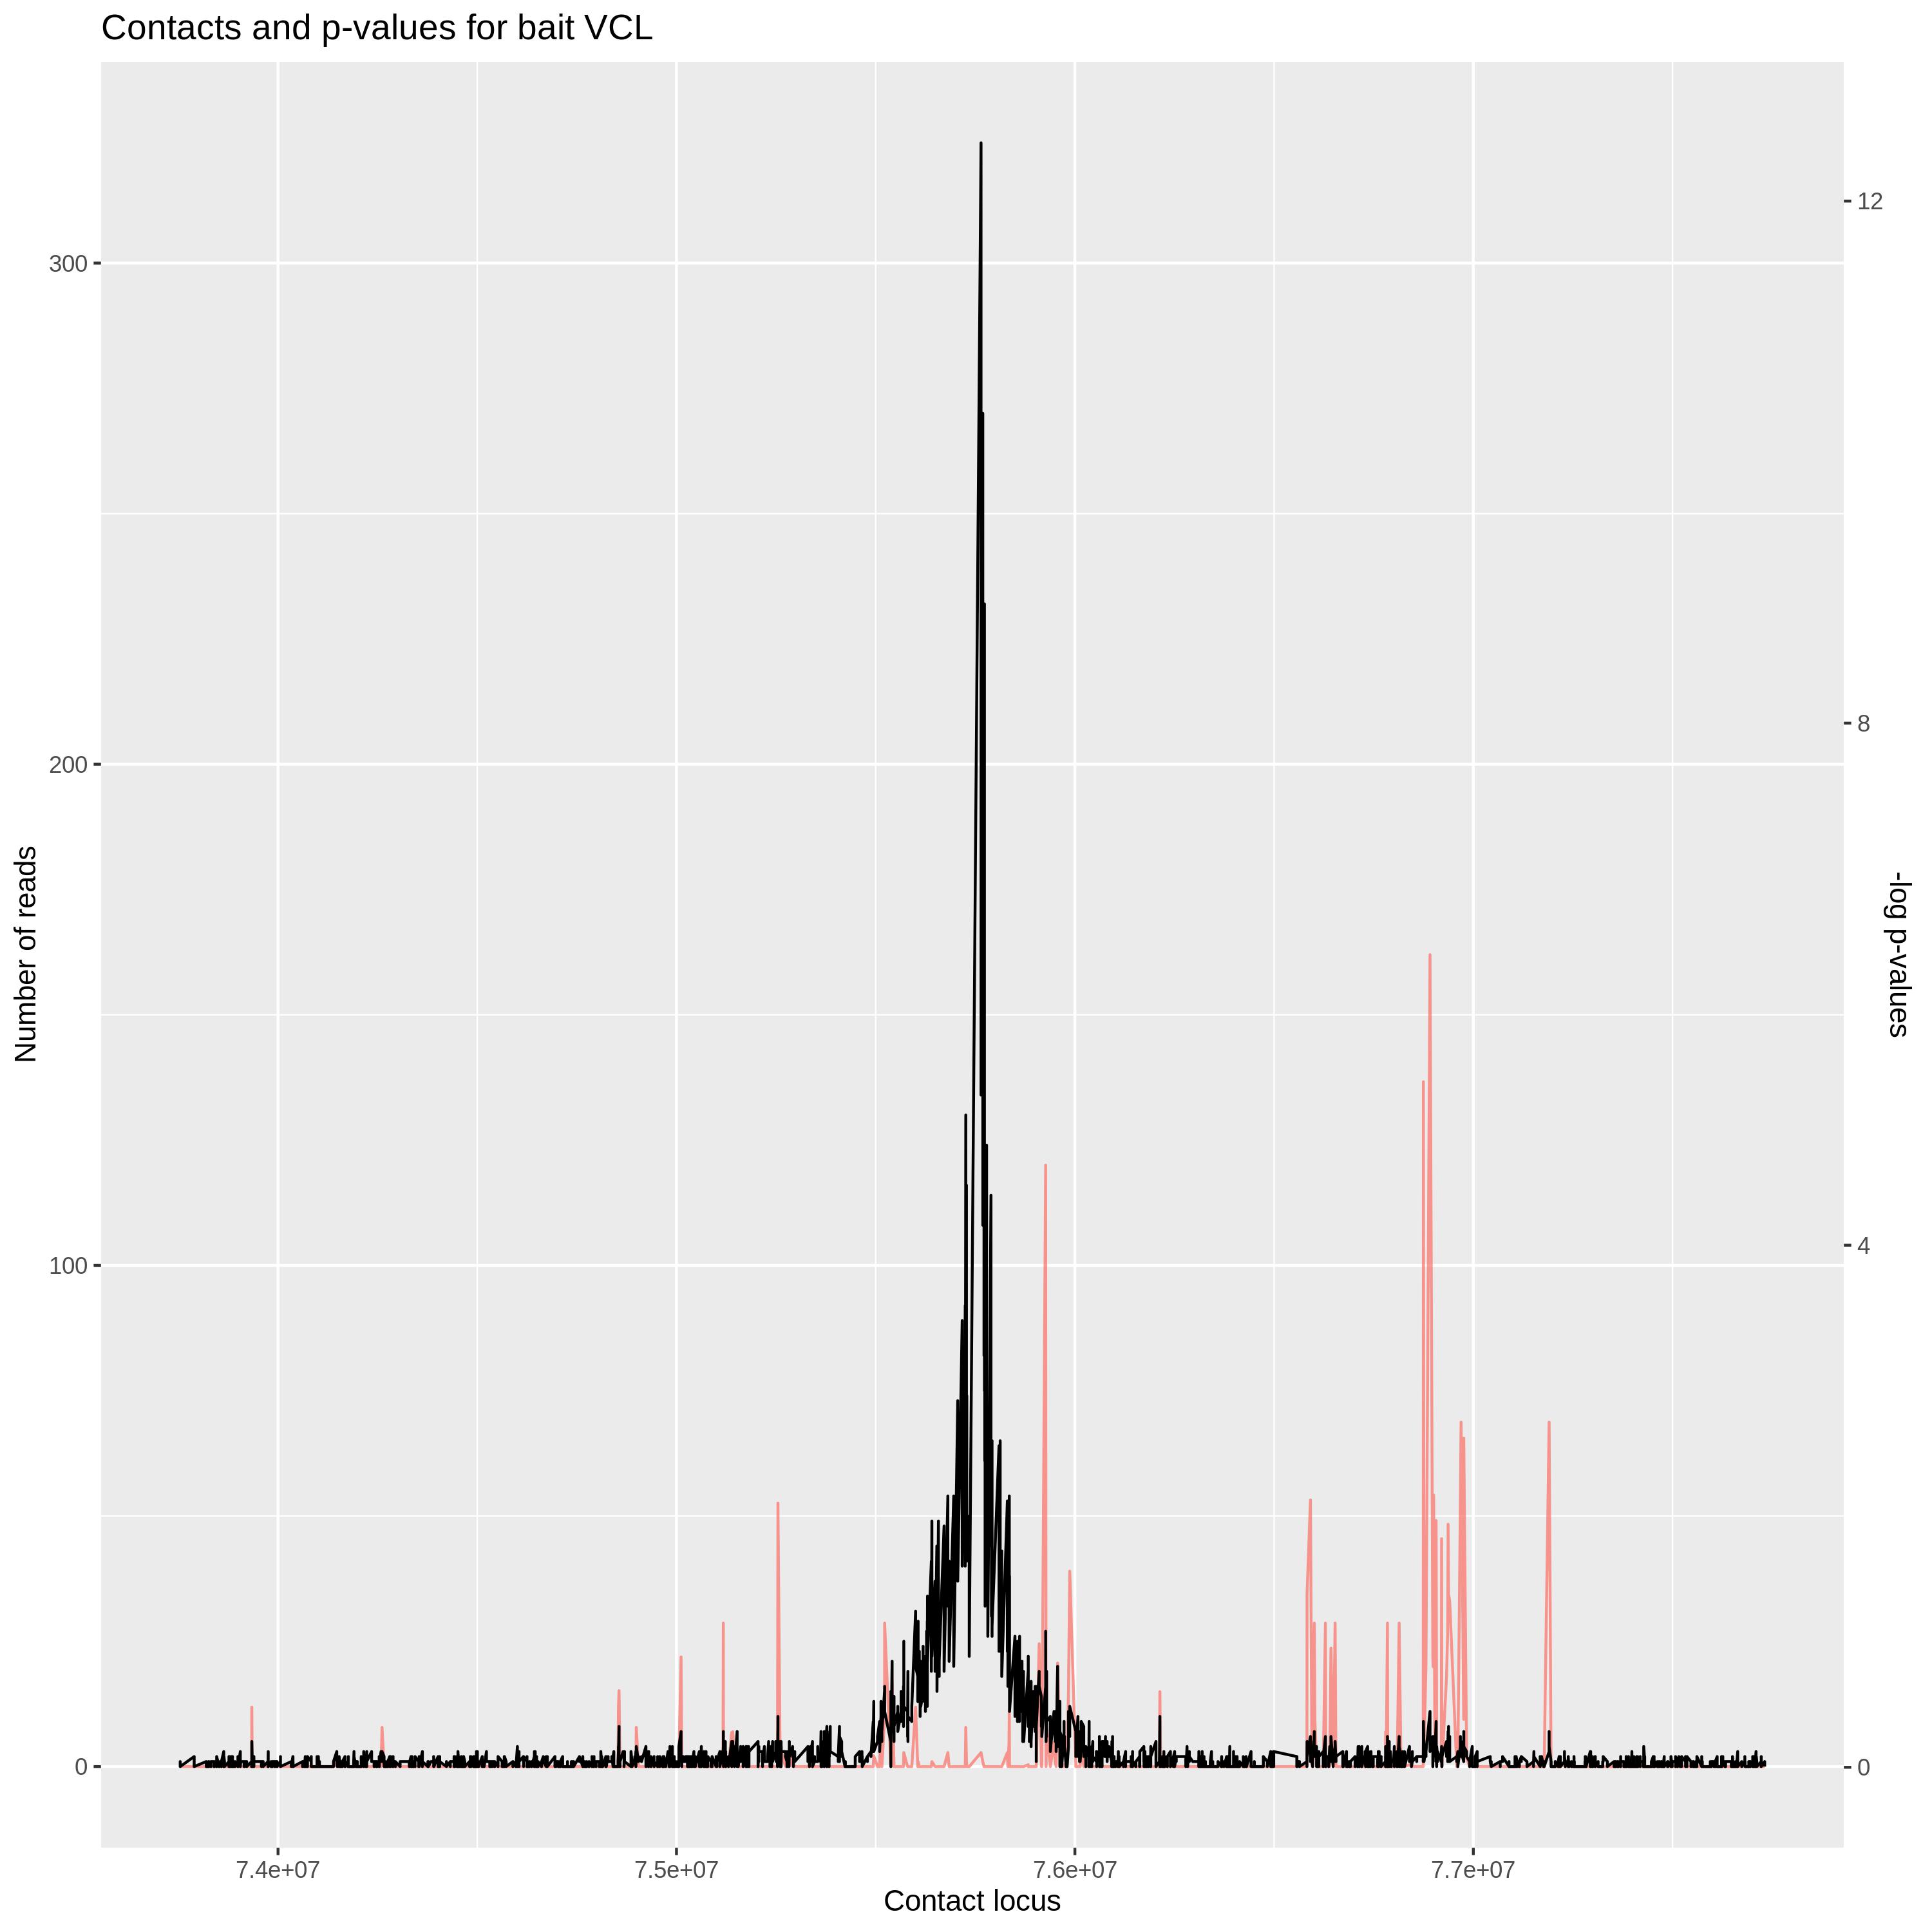 Contacts and p-values for bait VCL
Number of reads
300
200
100
0
12
8
4
0
-log p-values
7.4e+07
7.5e+07
7.6e+07
7.7e+07
Contact locus